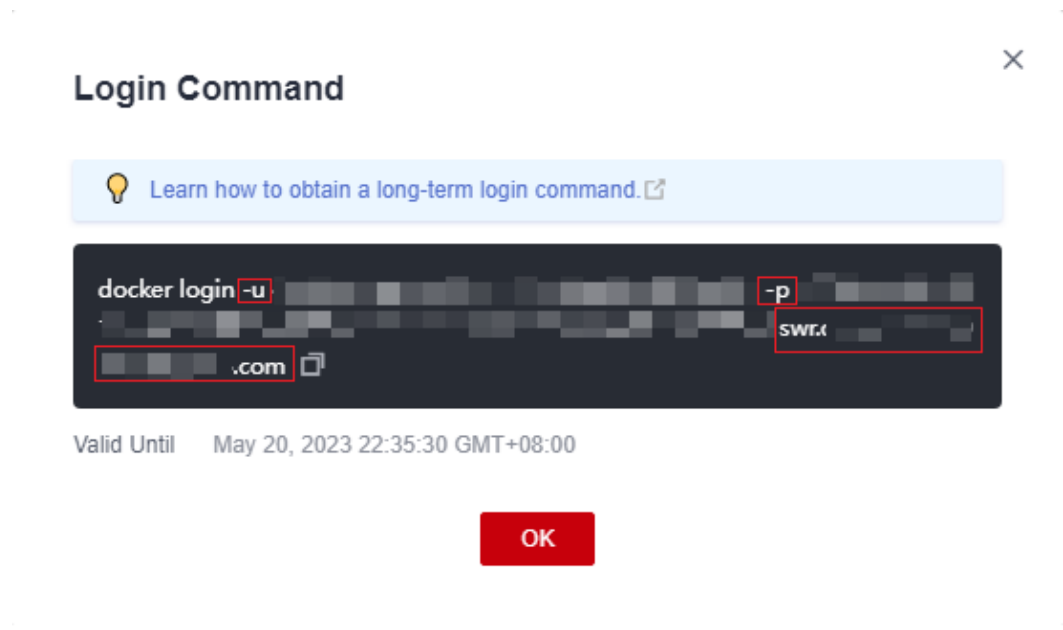 Login Command
Learn how to obtain a long-term login command.
docker login -u -p
swr.
.com
Valid Until May 20, 2023 22:35:30 GMT+08:00
OK